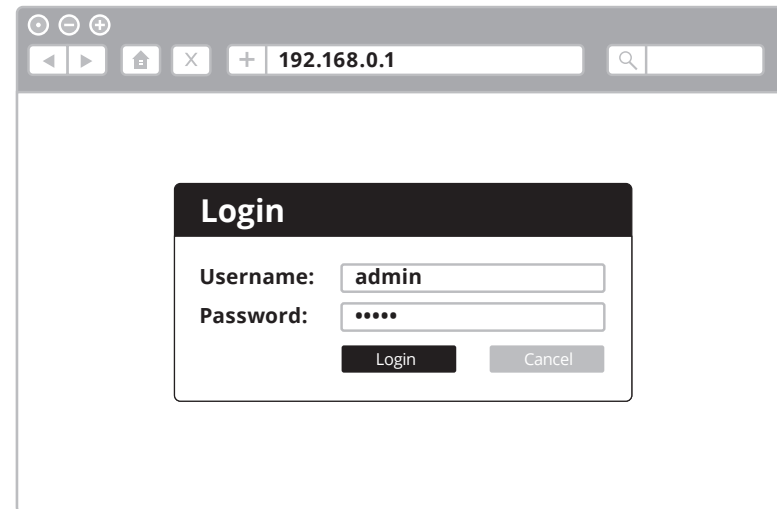 192.168.0.1
Login
Username: admin
Password: •••••
Login Cancel